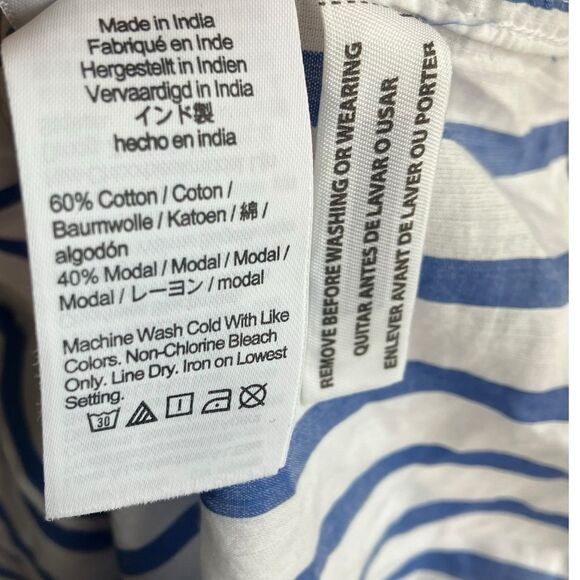 Made in India
Fabriqué en Inde
Hergestellt in Indien
Vervaardigd in India
インド製
hecho en india
60% Cotton / Coton /
Baumwolle / Katoen / 綿 /
algodón
40% Modal / Modal / Modal /
Modal / レーヨン / modal
Machine Wash Cold With Like
Colors. Non-Chlorine Bleach
Only. Line Dry. Iron on Lowest
Setting.
30
REMOVE BEFORE WASHING OR WEARING
QUITAR ANTES DE LAVAR O USAR
ENLEVER AVANT DE LAVER OU PORTER